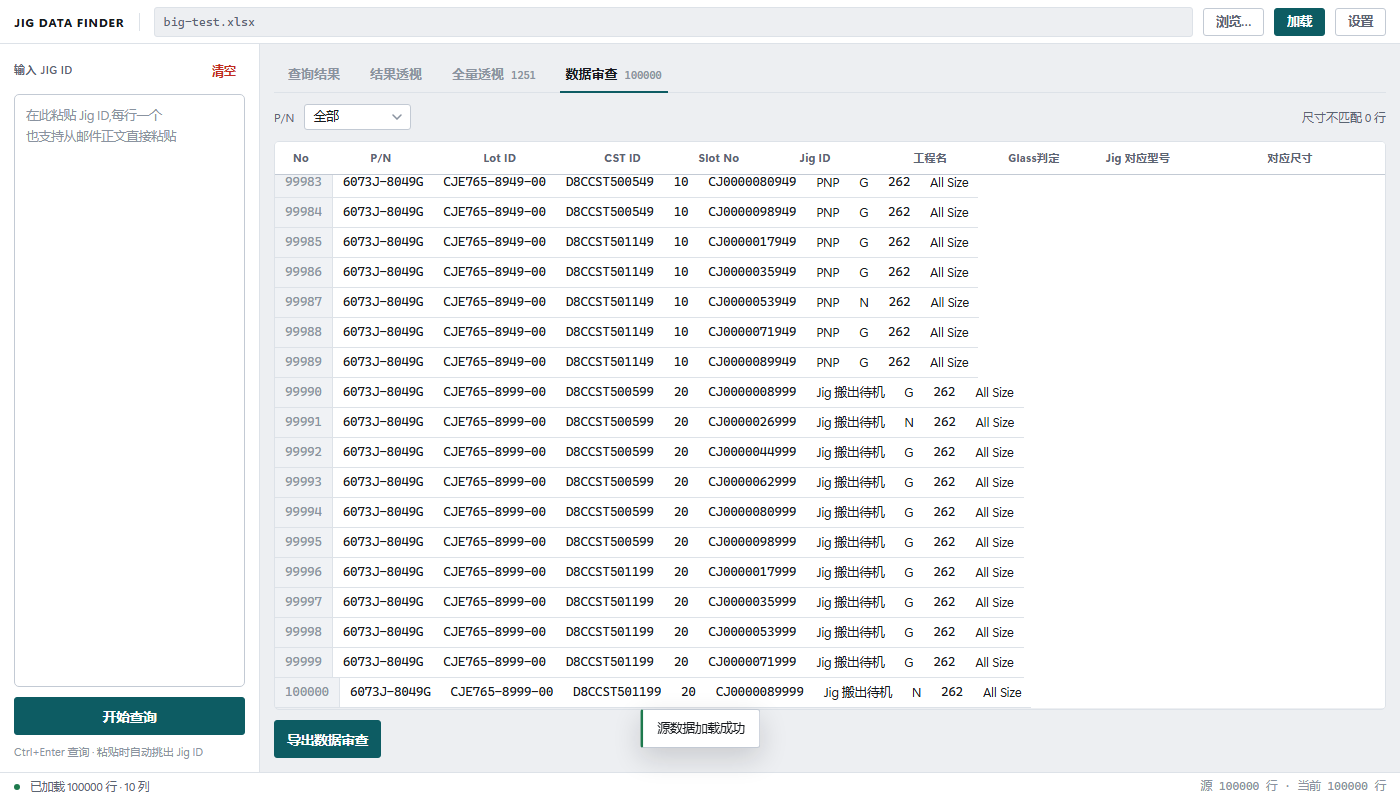 JIG DATA FINDER big-test.xlsx 浏览... 加载 设置
输入 JIG ID 清空
在此粘贴 Jig ID,每行一个
也支持从邮件正文直接粘贴
开始查询
Ctrl+Enter 查询 · 粘贴时自动挑出 Jig ID
查询结果 结果透视 全量透视 1251 数据审查 100000
P/N 全部 尺寸不匹配 0 行
No P/N Lot ID CST ID Slot No Jig ID 工程名 Glass判定 Jig 对应型号 对应尺寸
99983 6073J-8049G CJE765-8949-00 D8CCST500549 10 CJ0000080949 PNP G 262 All Size
99984 6073J-8049G CJE765-8949-00 D8CCST500549 10 CJ0000098949 PNP G 262 All Size
99985 6073J-8049G CJE765-8949-00 D8CCST501149 10 CJ0000017949 PNP G 262 All Size
99986 6073J-8049G CJE765-8949-00 D8CCST501149 10 CJ0000035949 PNP G 262 All Size
99987 6073J-8049G CJE765-8949-00 D8CCST501149 10 CJ0000053949 PNP N 262 All Size
99988 6073J-8049G CJE765-8949-00 D8CCST501149 10 CJ0000071949 PNP G 262 All Size
99989 6073J-8049G CJE765-8949-00 D8CCST501149 10 CJ0000089949 PNP G 262 All Size
99990 6073J-8049G CJE765-8999-00 D8CCST500599 20 CJ0000008999 Jig 搬出待机 G 262 All Size
99991 6073J-8049G CJE765-8999-00 D8CCST500599 20 CJ0000026999 Jig 搬出待机 N 262 All Size
99992 6073J-8049G CJE765-8999-00 D8CCST500599 20 CJ0000044999 Jig 搬出待机 G 262 All Size
99993 6073J-8049G CJE765-8999-00 D8CCST500599 20 CJ0000062999 Jig 搬出待机 G 262 All Size
99994 6073J-8049G CJE765-8999-00 D8CCST500599 20 CJ0000080999 Jig 搬出待机 G 262 All Size
99995 6073J-8049G CJE765-8999-00 D8CCST500599 20 CJ0000098999 Jig 搬出待机 G 262 All Size
99996 6073J-8049G CJE765-8999-00 D8CCST501199 20 CJ0000017999 Jig 搬出待机 G 262 All Size
99997 6073J-8049G CJE765-8999-00 D8CCST501199 20 CJ0000035999 Jig 搬出待机 G 262 All Size
99998 6073J-8049G CJE765-8999-00 D8CCST501199 20 CJ0000053999 Jig 搬出待机 G 262 All Size
99999 6073J-8049G CJE765-8999-00 D8CCST501199 20 CJ0000071999 Jig 搬出待机 G 262 All Size
100000 6073J-8049G CJE765-8999-00 D8CCST501199 20 CJ0000089999 Jig 搬出待机 N 262 All Size
导出数据审查 源数据加载成功
已加载 100000 行 · 10 列 源 100000 行 · 当前 100000 行